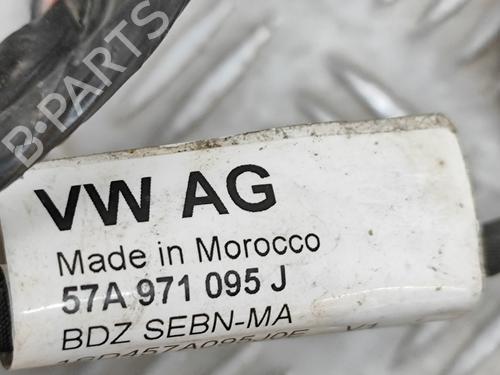 B-PARTS
VW AG
Made in Morocco
57A 971 095 J
BDZ SEBN-MA